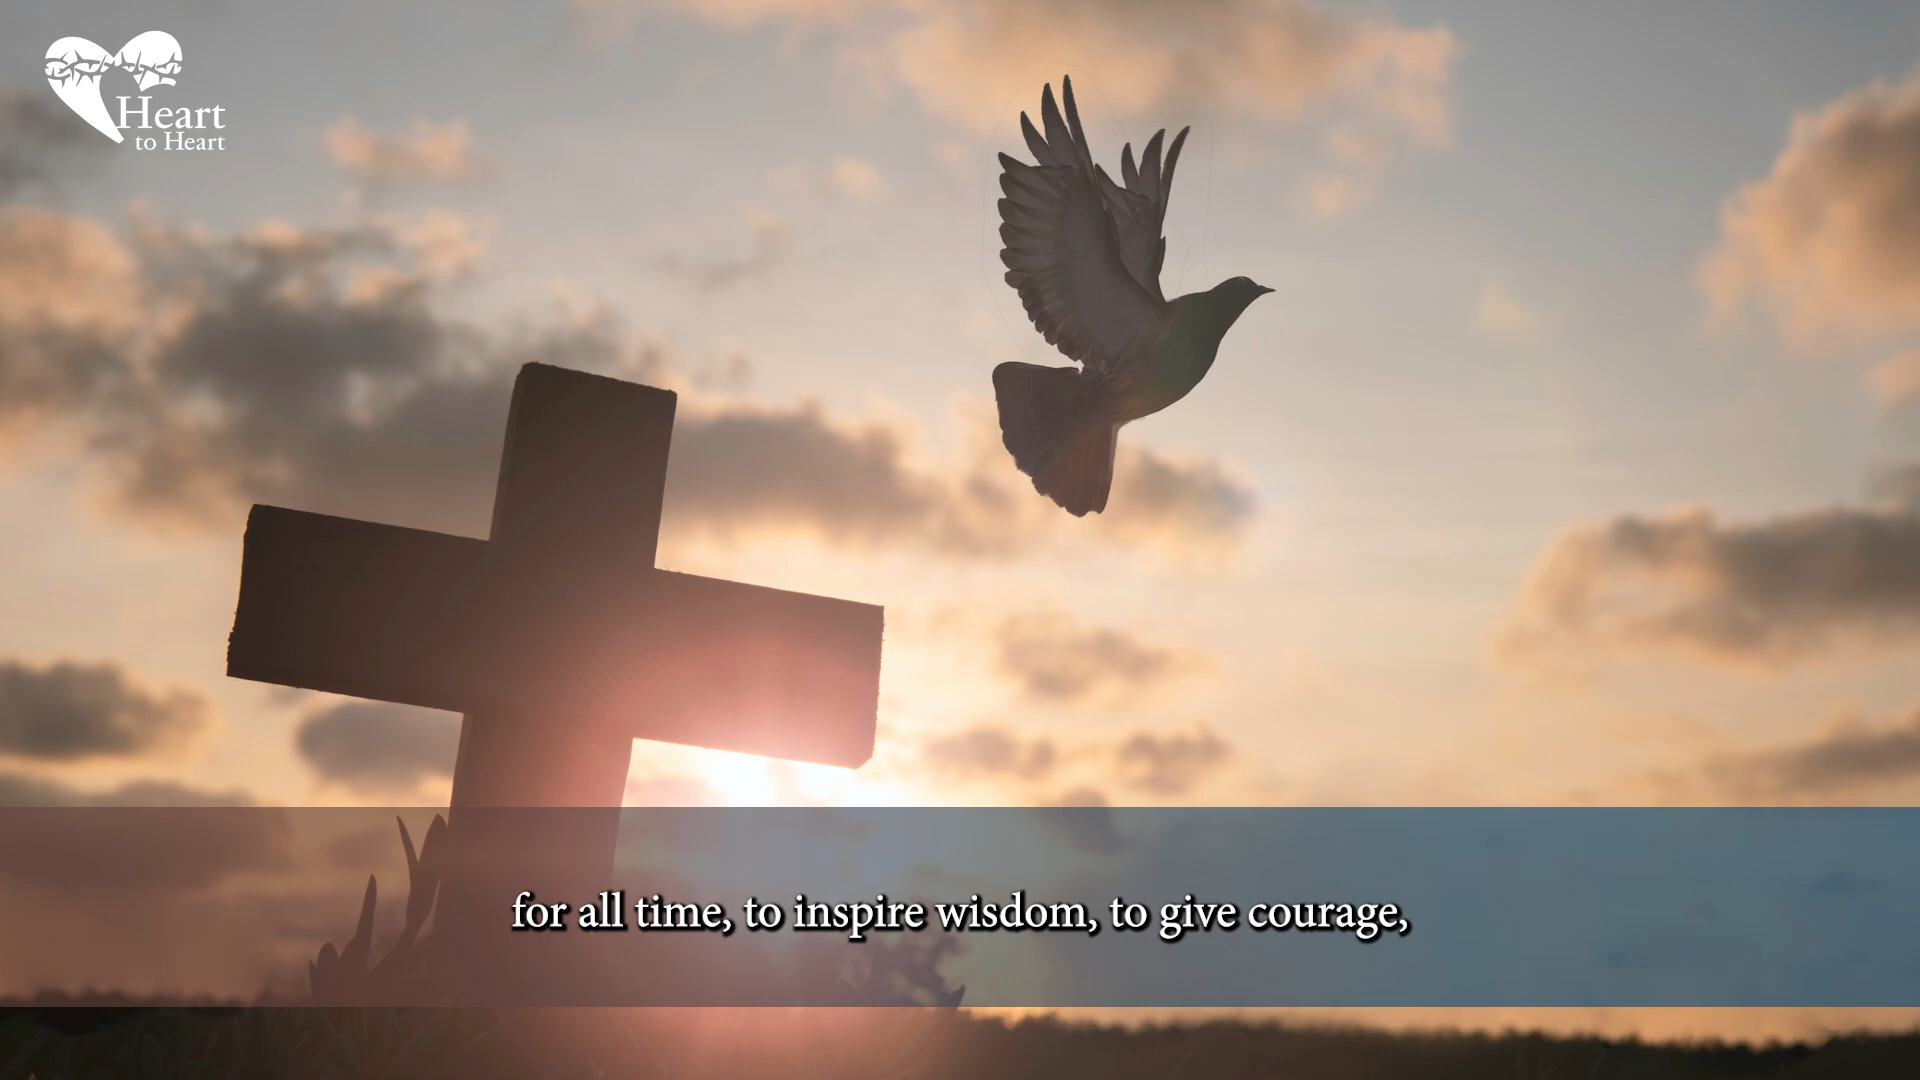 Heart
to Heart
for all time, to inspire wisdom, to give courage,